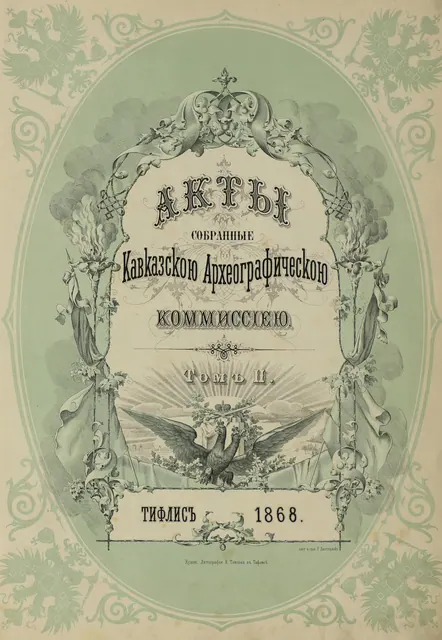 АКТЫ
СОБРАННЫЕ
КАВКАЗСКОЮ АРХЕОГРАФИЧЕСКОЮ
КОММИССІЕЮ.
ТОМЪ II.
ТИФЛИСЪ 1868.